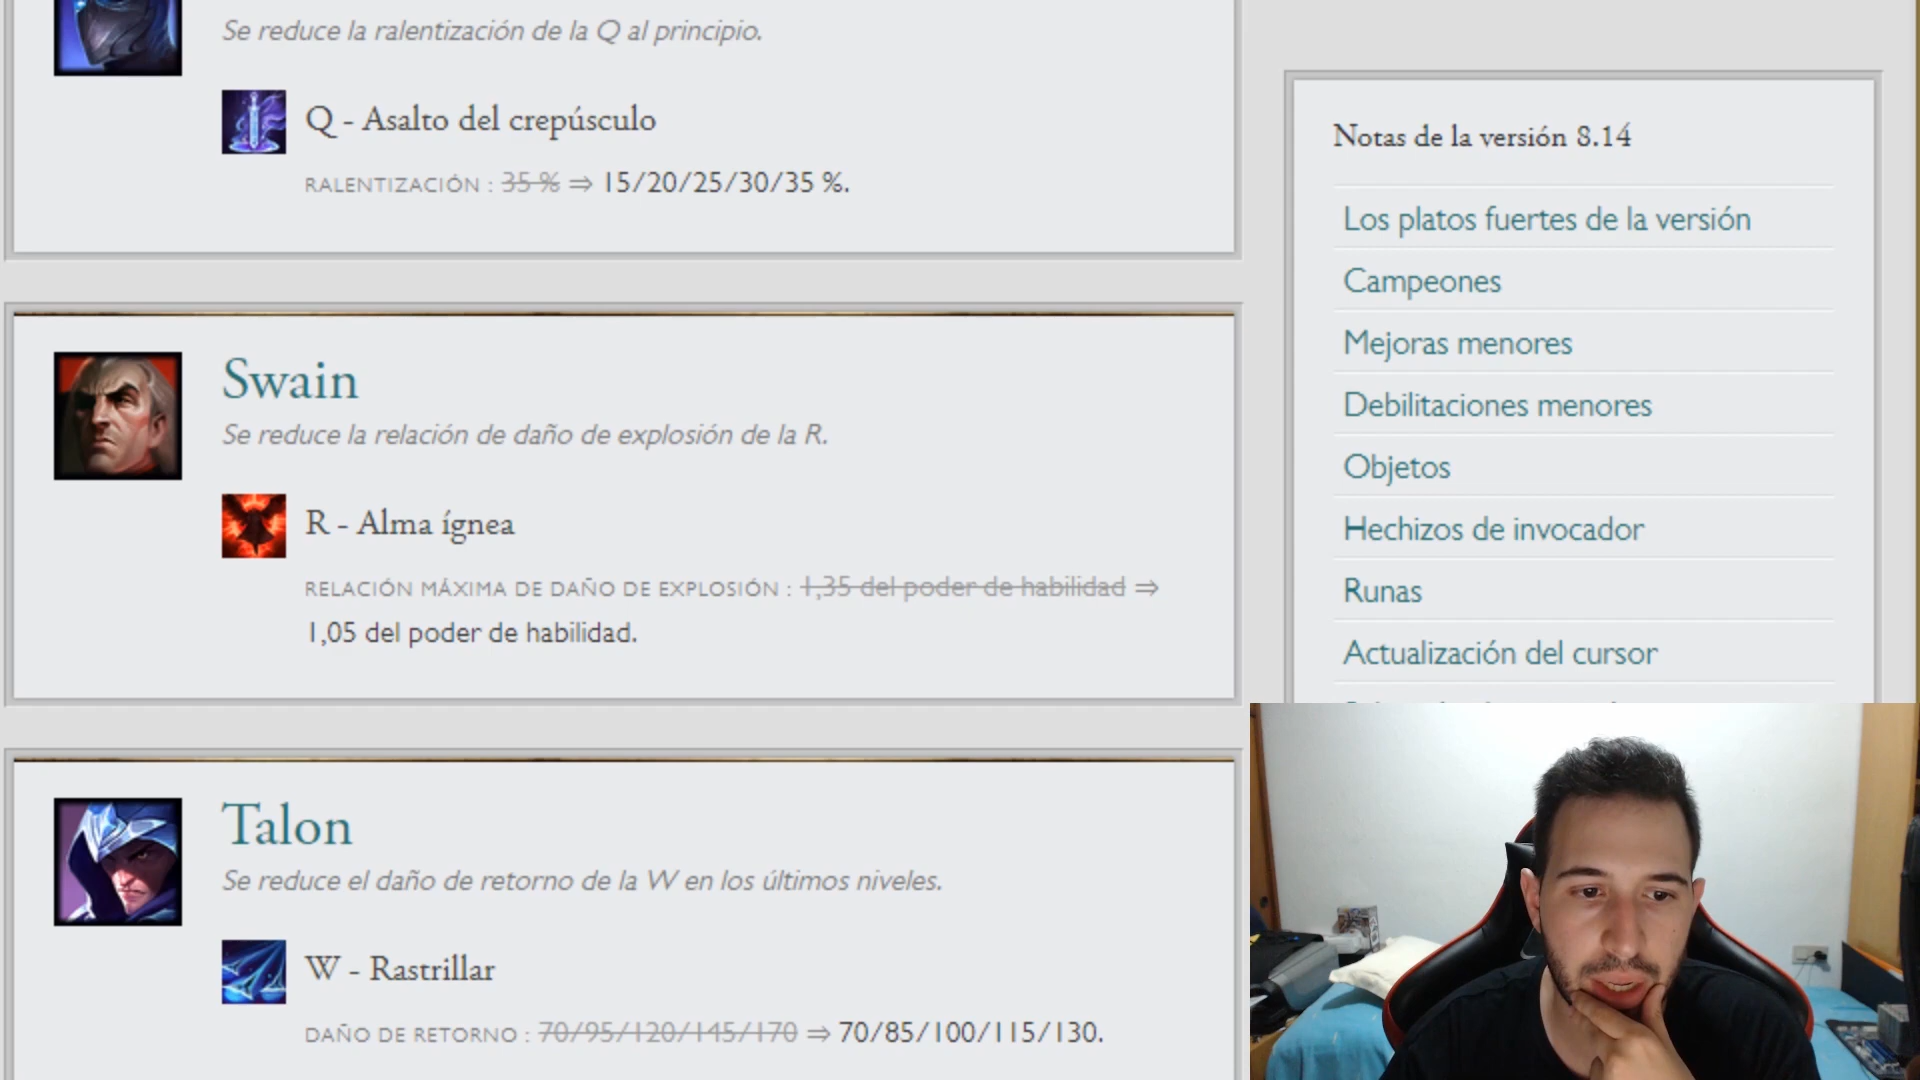 Se reduce la ralentización de la Q al principio.
Q - Asalto del crepúsculo
RALENTIZACIÓN : 35 % ⇒ 15/20/25/30/35 %.
Swain
Se reduce la relación de daño de explosión de la R.
R - Alma ígnea
RELACIÓN MÁXIMA DE DAÑO DE EXPLOSIÓN : 1,35 del poder de habilidad ⇒
1,05 del poder de habilidad.
Talon
Se reduce el daño de retorno de la W en los últimos niveles.
W - Rastrillar
DAÑO DE RETORNO : 70/95/120/145/170 ⇒ 70/85/100/115/130.
Notas de la versión 8.14
Los platos fuertes de la versión
Campeones
Mejoras menores
Debilitaciones menores
Objetos
Hechizos de invocador
Runas
Actualización del cursor